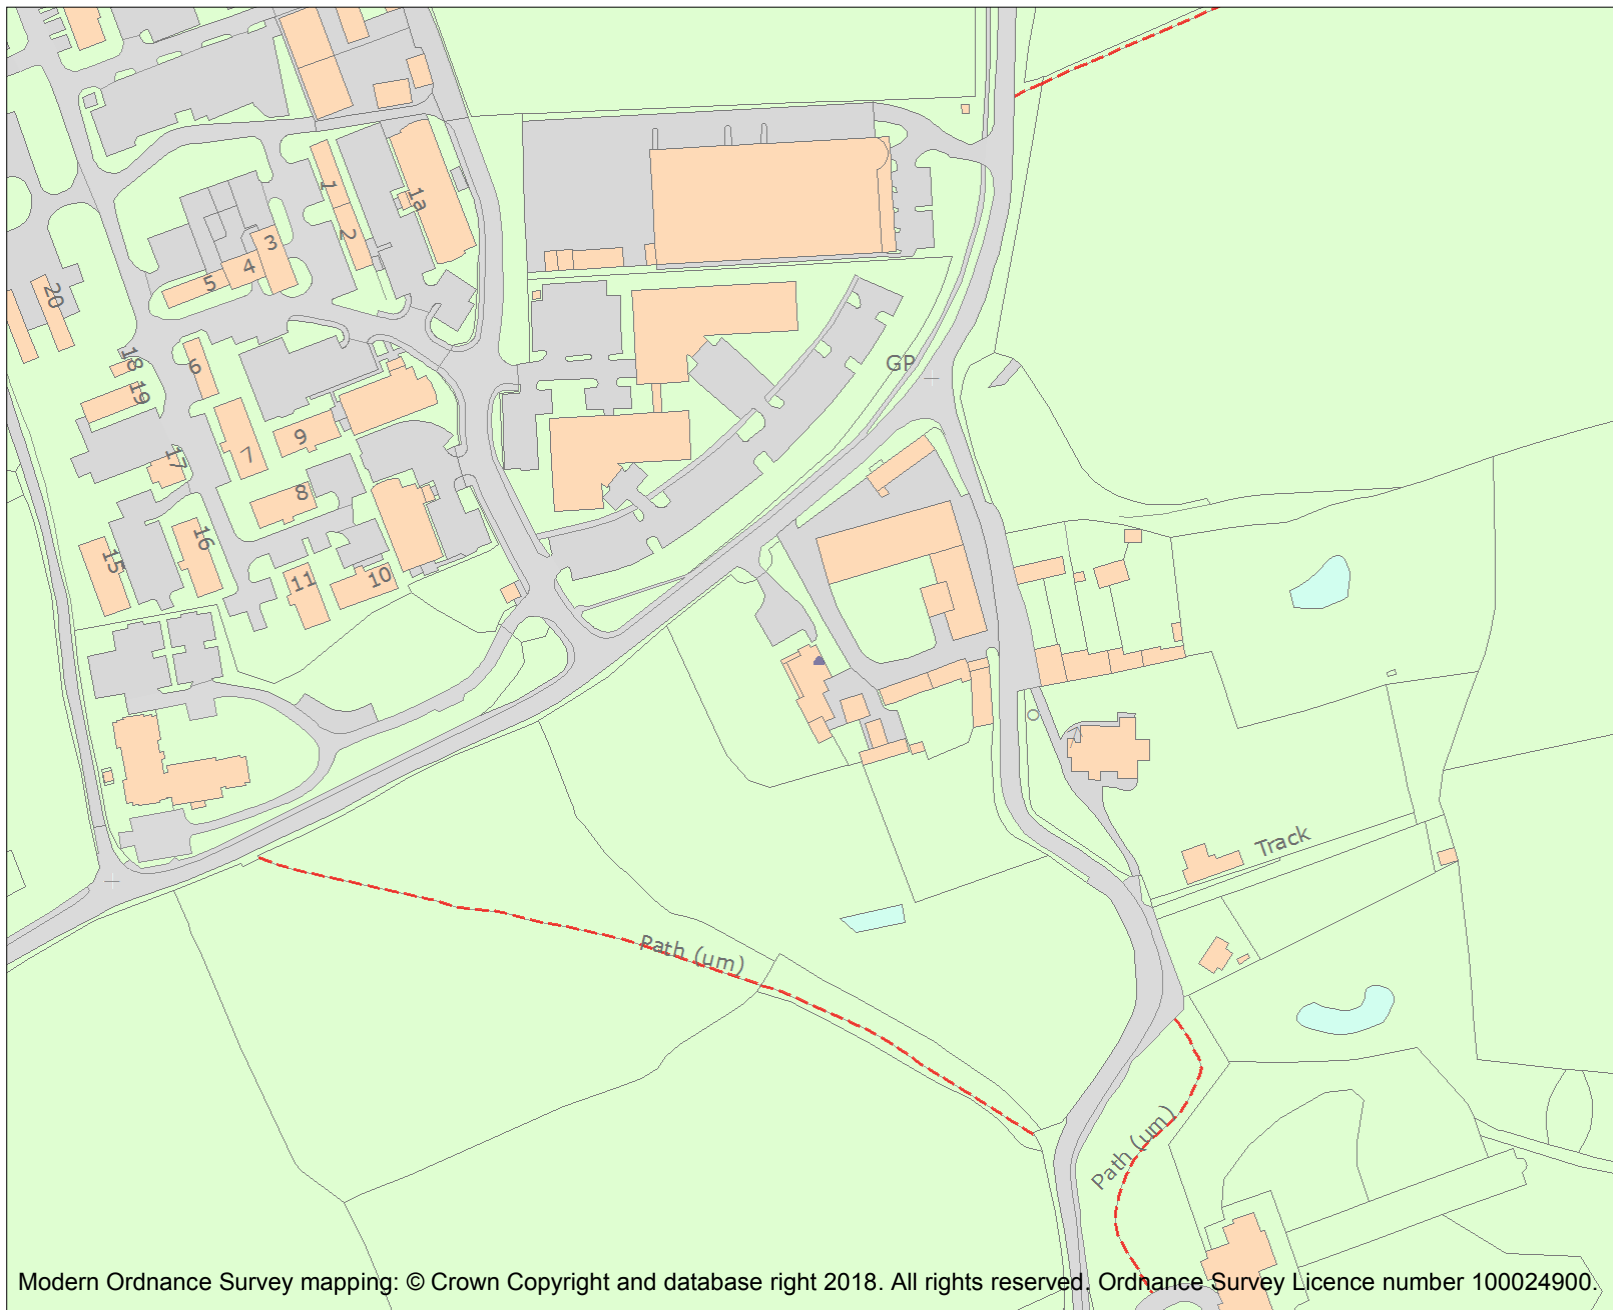 1
1a
2
3
4
5
20
GP
18
6
19
9
7
17
8
16
15
11
10
Track
Path (um)
Path (um)
Modern Ordnance Survey mapping: © Crown Copyright and database right 2018. All rights reserved. Ordnance Survey Licence number 100024900.